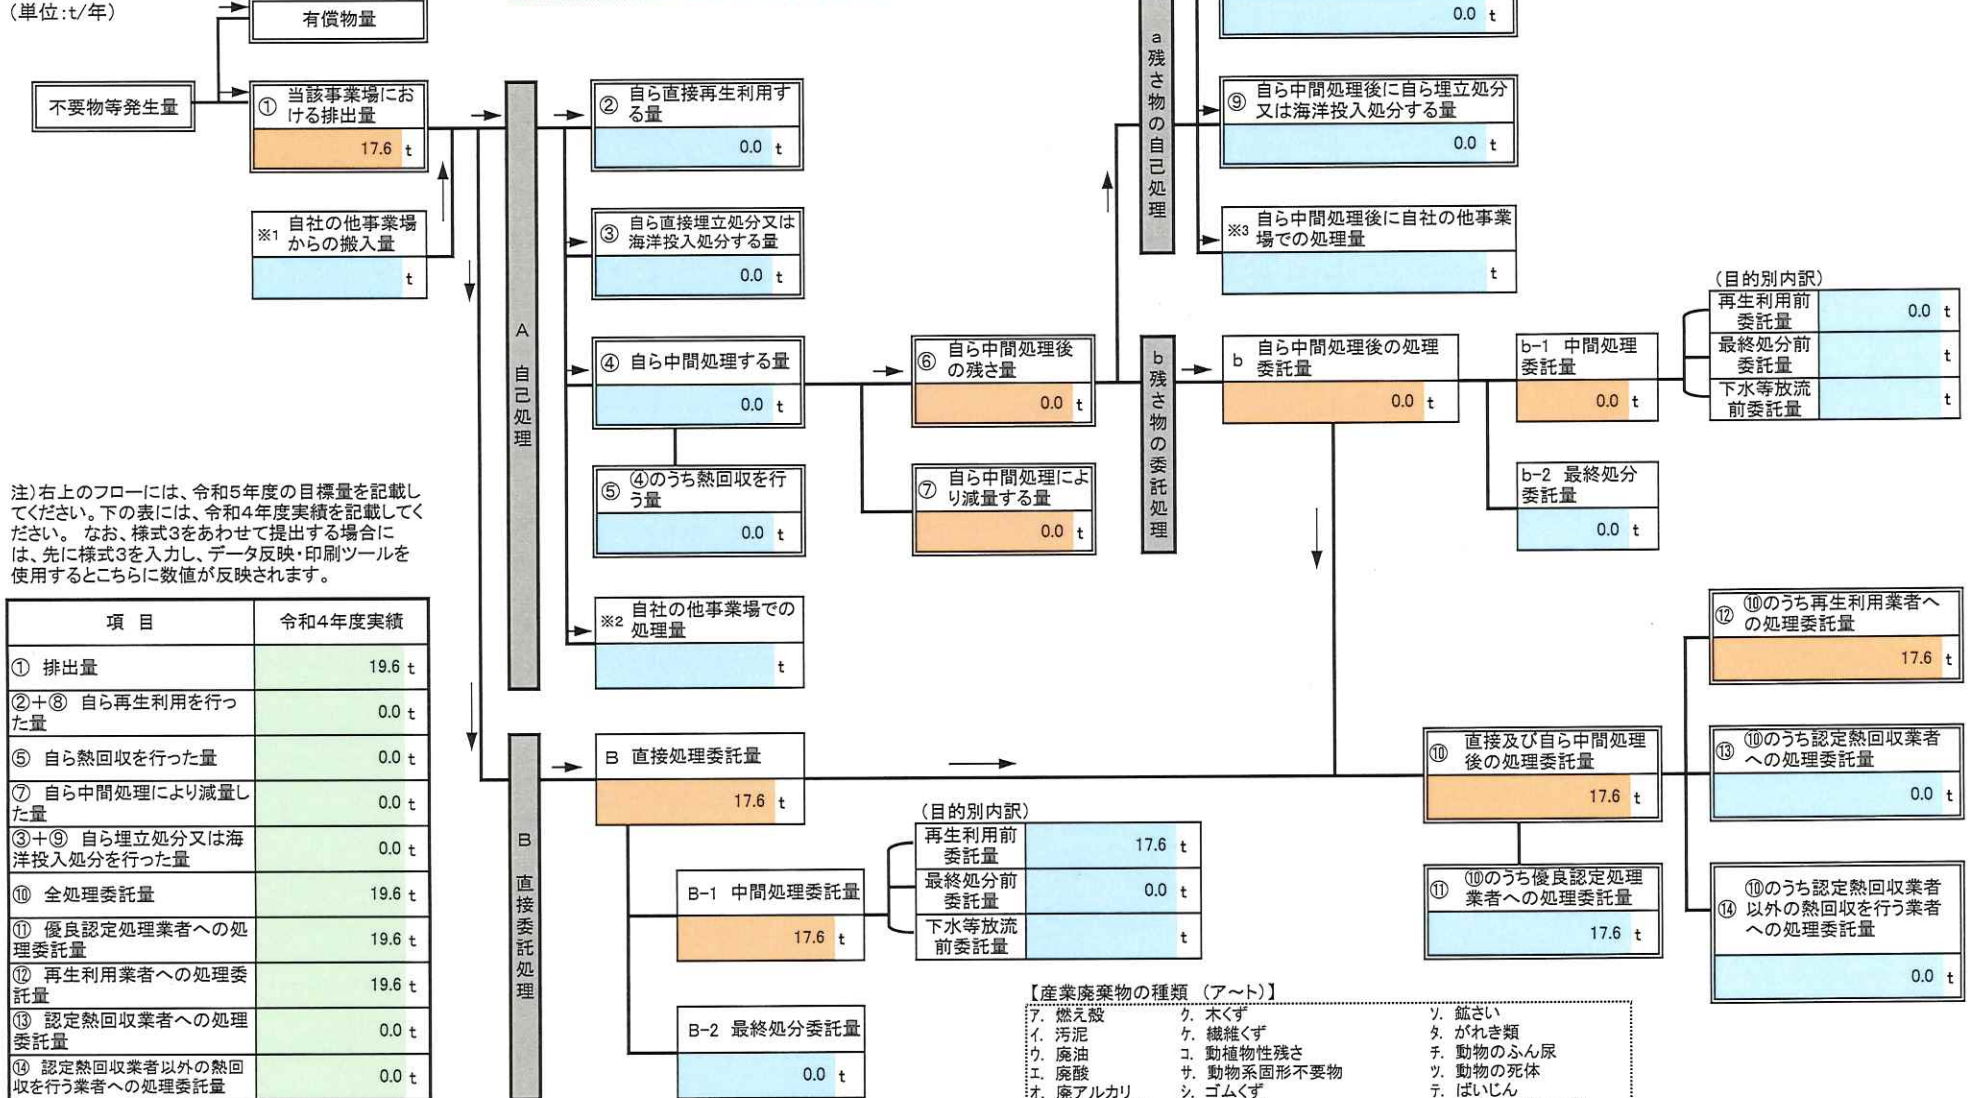 (単位:t/年)
有償物量
不要物等発生量
① 当該事業場にお
ける排出量
17.6 t
※1 自社の他事業場
からの搬入量
t
A 自己処理
② 自ら直接再生利用す
る量
0.0 t
③ 自ら直接埋立処分又は
海洋投入処分する量
0.0 t
④ 自ら中間処理する量
0.0 t
⑤ ④のうち熱回収を行
う量
0.0 t
※2 自社の他事業場での
処理量
t
⑥ 自ら中間処理後
の残さ量
0.0 t
⑦ 自ら中間処理によ
り減量する量
0.0 t
a 残さ物の自己処理
0.0 t
⑨ 自ら中間処理後に自ら埋立処分
又は海洋投入処分する量
0.0 t
※3 自ら中間処理後に自社の他事業
場での処理量
t
b 残さ物の委託処理
b 自ら中間処理後の処理
委託量
0.0 t
b-1 中間処理
委託量
0.0 t
(目的別内訳)
再生利用前
委託量
0.0 t
最終処分前
委託量
t
下水等放流
前委託量
t
b-2 最終処分
委託量
0.0 t
注)右上のフローには、令和5年度の目標量を記載し
てください。下の表には、令和4年度実績を記載してく
ださい。 なお、様式3をあわせて提出する場合に
は、先に様式3を入力し、データ反映・印刷ツールを
使用するとこちらに数値が反映されます。
項 目 令和4年度実績
① 排出量 19.6 t
②+⑧ 自ら再生利用を行っ
た量 0.0 t
⑤ 自ら熱回収を行った量 0.0 t
⑦ 自ら中間処理により減量し
た量 0.0 t
③+⑨ 自ら埋立処分又は海
洋投入処分を行った量 0.0 t
⑩ 全処理委託量 19.6 t
⑪ 優良認定処理業者への処
理委託量 19.6 t
⑫ 再生利用業者への処理委
託量 19.6 t
⑬ 認定熱回収業者への処理
委託量 0.0 t
⑭ 認定熱回収業者以外の熱回
収を行う業者への処理委託量 0.0 t
B 直接委託処理
B 直接処理委託量
17.6 t
B-1 中間処理委託量
17.6 t
(目的別内訳)
再生利用前
委託量
17.6 t
最終処分前
委託量
0.0 t
下水等放流
前委託量
t
B-2 最終処分委託量
0.0 t
⑩ 直接及び自ら中間処理
後の処理委託量
17.6 t
⑪ ⑩のうち優良認定処理
業者への処理委託量
17.6 t
⑫ ⑩のうち再生利用業者へ
の処理委託量
17.6 t
⑬ ⑩のうち認定熱回収業者
への処理委託量
0.0 t
⑭ ⑩のうち認定熱回収業者
以外の熱回収を行う業者
への処理委託量
0.0 t
【産業廃棄物の種類 (ア~ト)】
ア. 燃え殻 ク. 木くず ソ. 鉱さい
イ. 汚泥 ケ. 繊維くず タ. がれき類
ウ. 廃油 コ. 動植物性残さ チ. 動物のふん尿
エ. 廃酸 サ. 動物系固形不要物 ツ. 動物の死体
オ. 廃アルカリ シ. ゴムくず テ. ばいじん